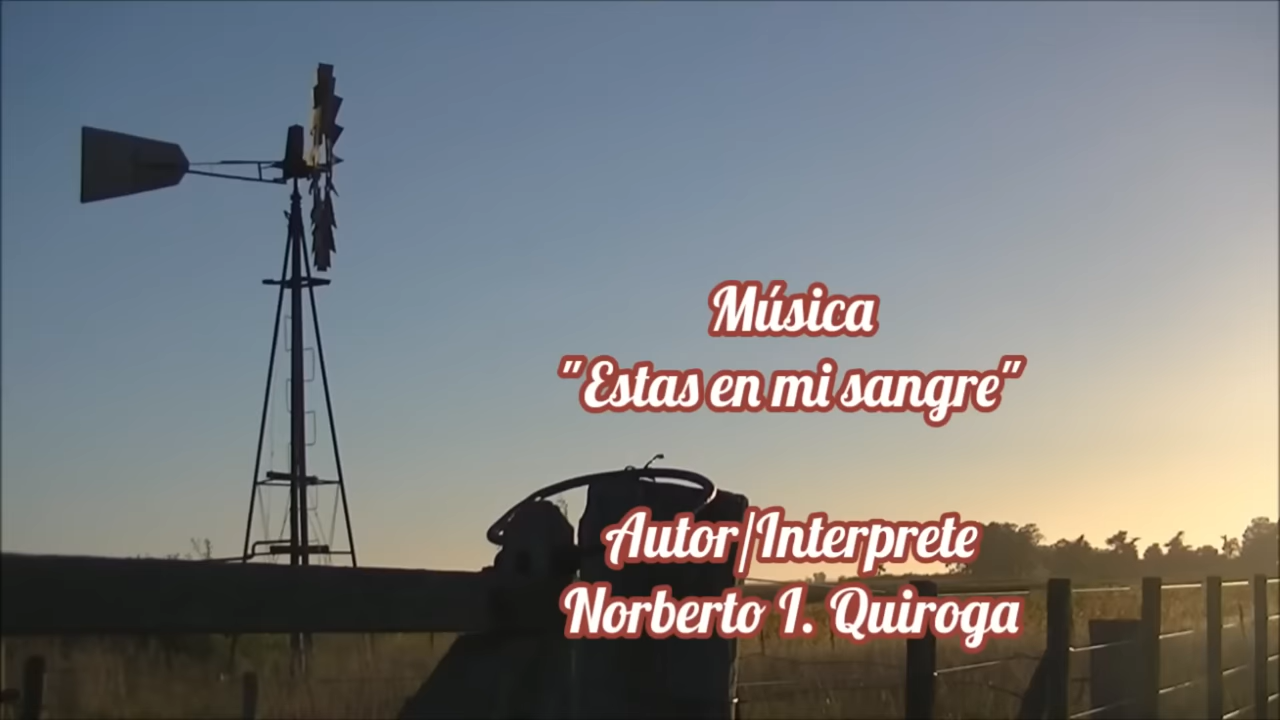 Música
"Estas en mi sangre"
Autor/Interprete
Norberto I. Quiroga